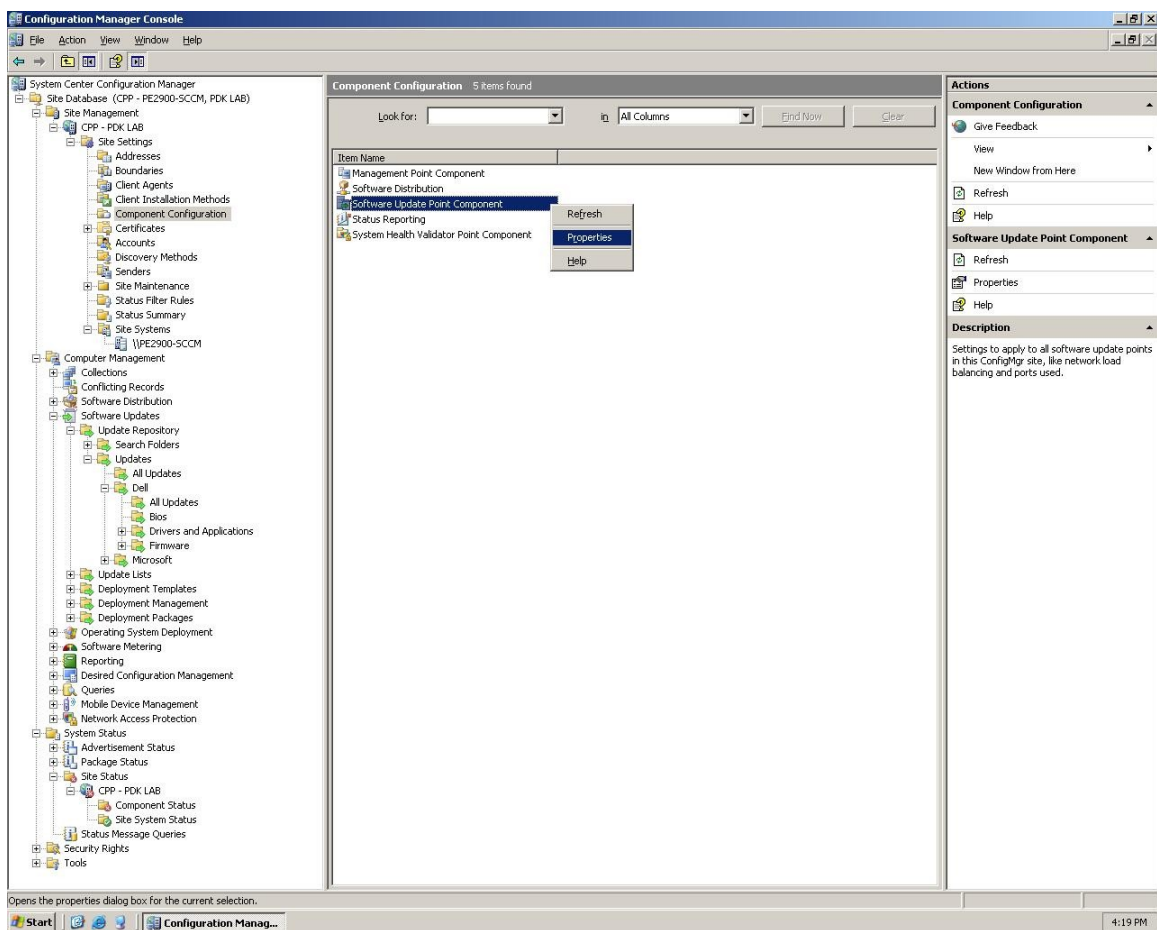 Configuration Manager Console
File Action View Window Help
System Center Configuration Manager
Site Database (CPP - PE2900-SCCM, PDK LAB)
Site Management
CPP - PDK LAB
Site Settings
Addresses
Boundaries
Client Agents
Client Installation Methods
Component Configuration
Certificates
Accounts
Discovery Methods
Senders
Site Maintenance
Status Filter Rules
Status Summary
Site Systems
\\PE2900-SCCM
Computer Management
Collections
Conflicting Records
Software Distribution
Software Updates
Update Repository
Search Folders
Updates
All Updates
Dell
All Updates
Bios
Drivers and Applications
Firmware
Microsoft
Update Lists
Deployment Templates
Deployment Management
Deployment Packages
Operating System Deployment
Software Metering
Reporting
Desired Configuration Management
Queries
Mobile Device Management
Network Access Protection
System Status
Advertisement Status
Package Status
Site Status
CPP - PDK LAB
Component Status
Site System Status
Status Message Queries
Security Rights
Tools
Component Configuration 5 items found
Look for: in All Columns Find Now Clear
Item Name
Management Point Component
Software Distribution
Software Update Point Component
Status Reporting
System Health Validator Point Component
Refresh
Properties
Help
Actions
Component Configuration
Give Feedback
View
New Window from Here
Refresh
Help
Software Update Point Component
Refresh
Properties
Help
Description
Settings to apply to all software update points
in this ConfigMgr site, like network load
balancing and ports used.
Opens the properties dialog box for the current selection.
Start Configuration Manag... 4:19 PM